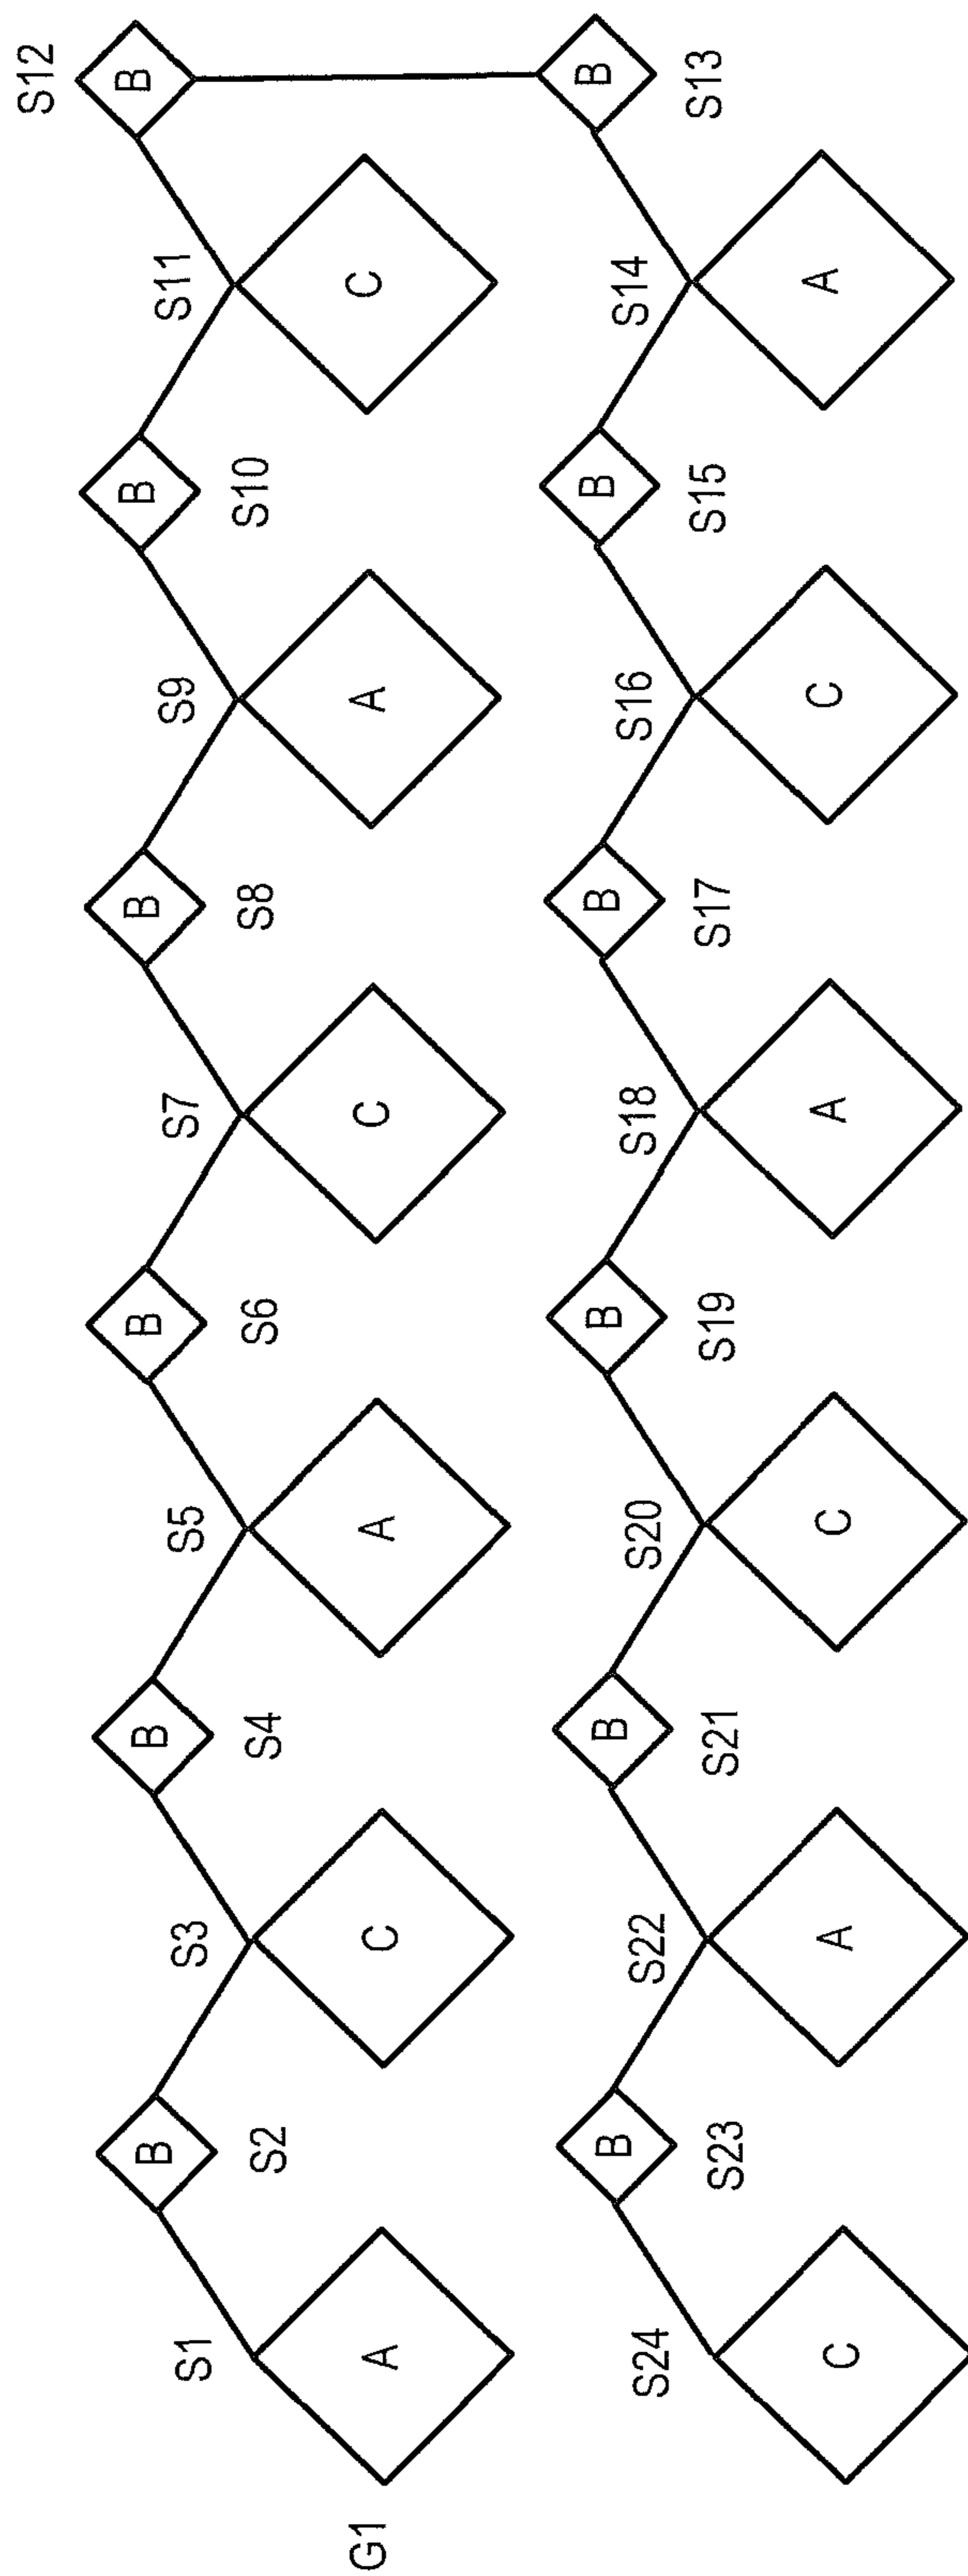 S12
B B B B B B
S1 S3 S5 S7 S9 S11
S2 S4 S6 S8 S10
G1 A C A C A C
B B B B B B
S24 S22 S20 S18 S16 S14
S23 S21 S19 S17 S15 S13
C A C A C A